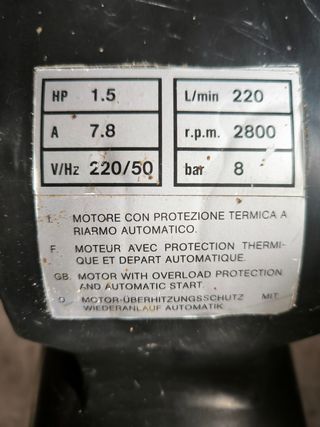 HP 1.5 L/min 220
A 7.8 r.p.m. 2800
V/Hz 220/50 bar 8
I. MOTORE CON PROTEZIONE TERMICA A
RIARMO AUTOMATICO.
F. MOTEUR AVEC PROTECTION THERMI-
QUE ET DEPART AUTOMATIQUE.
GB. MOTOR WITH OVERLOAD PROTECTION
AND AUTOMATIC START.
D. MOTOR-ÜBERHITZUNGSSCHUTZ MIT
WIEDERANLAUF AUTOMATIK